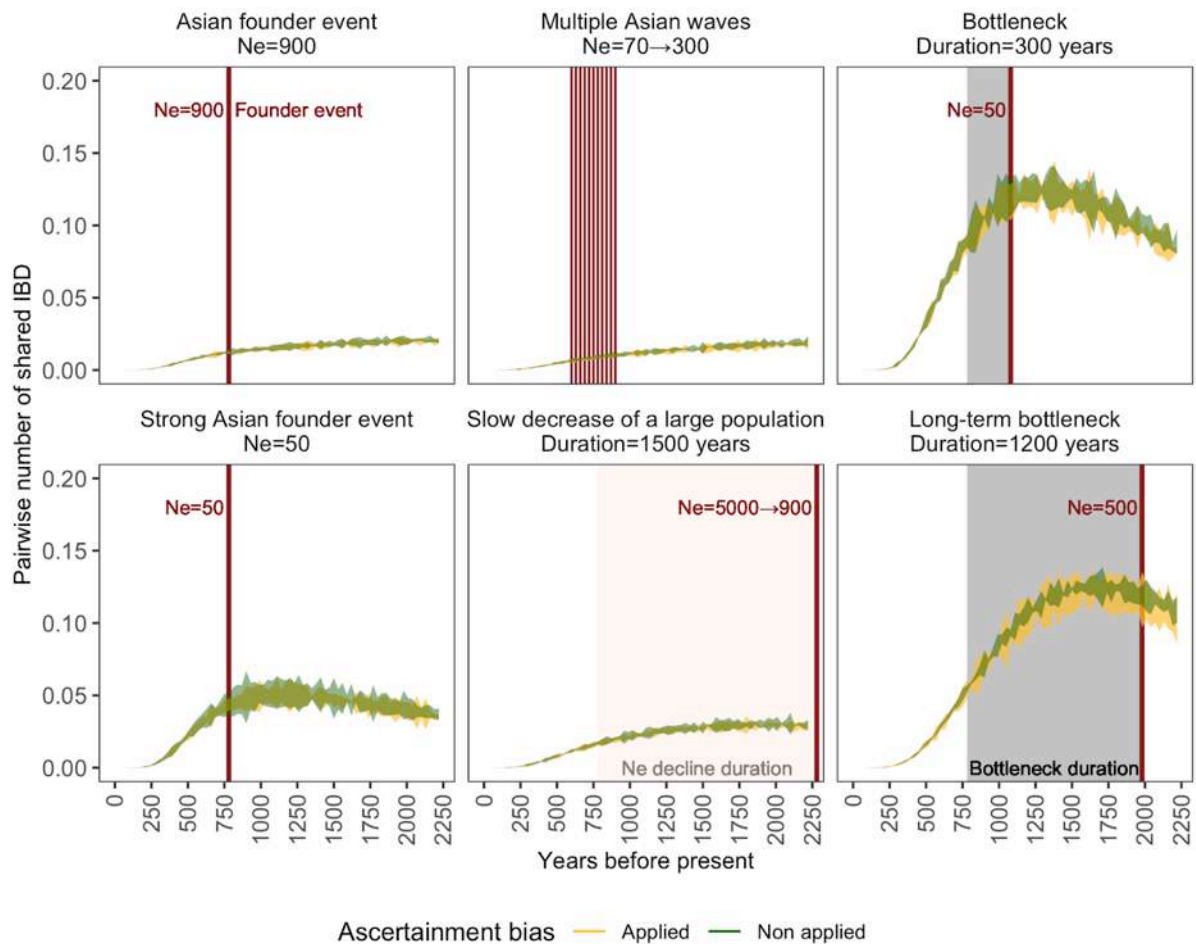 Asian founder event
Ne=900
Multiple Asian waves
Ne=70→300
Bottleneck
Duration=300 years
0.20
0.15
0.10
0.05
0.00
Ne=900
Founder event
Ne=50
Pairwise number of shared IBD
Strong Asian founder event
Ne=50
Slow decrease of a large population
Duration=1500 years
Long-term bottleneck
Duration=1200 years
0.20
0.15
0.10
0.05
0.00
Ne=50
Ne=5000→900
Ne=500
Ne decline duration
Bottleneck duration
0 250 500 750 1000 1250 1500 1750 2000 2250
0 250 500 750 1000 1250 1500 1750 2000 2250
0 250 500 750 1000 1250 1500 1750 2000 2250
Years before present
Ascertainment bias Applied Non applied